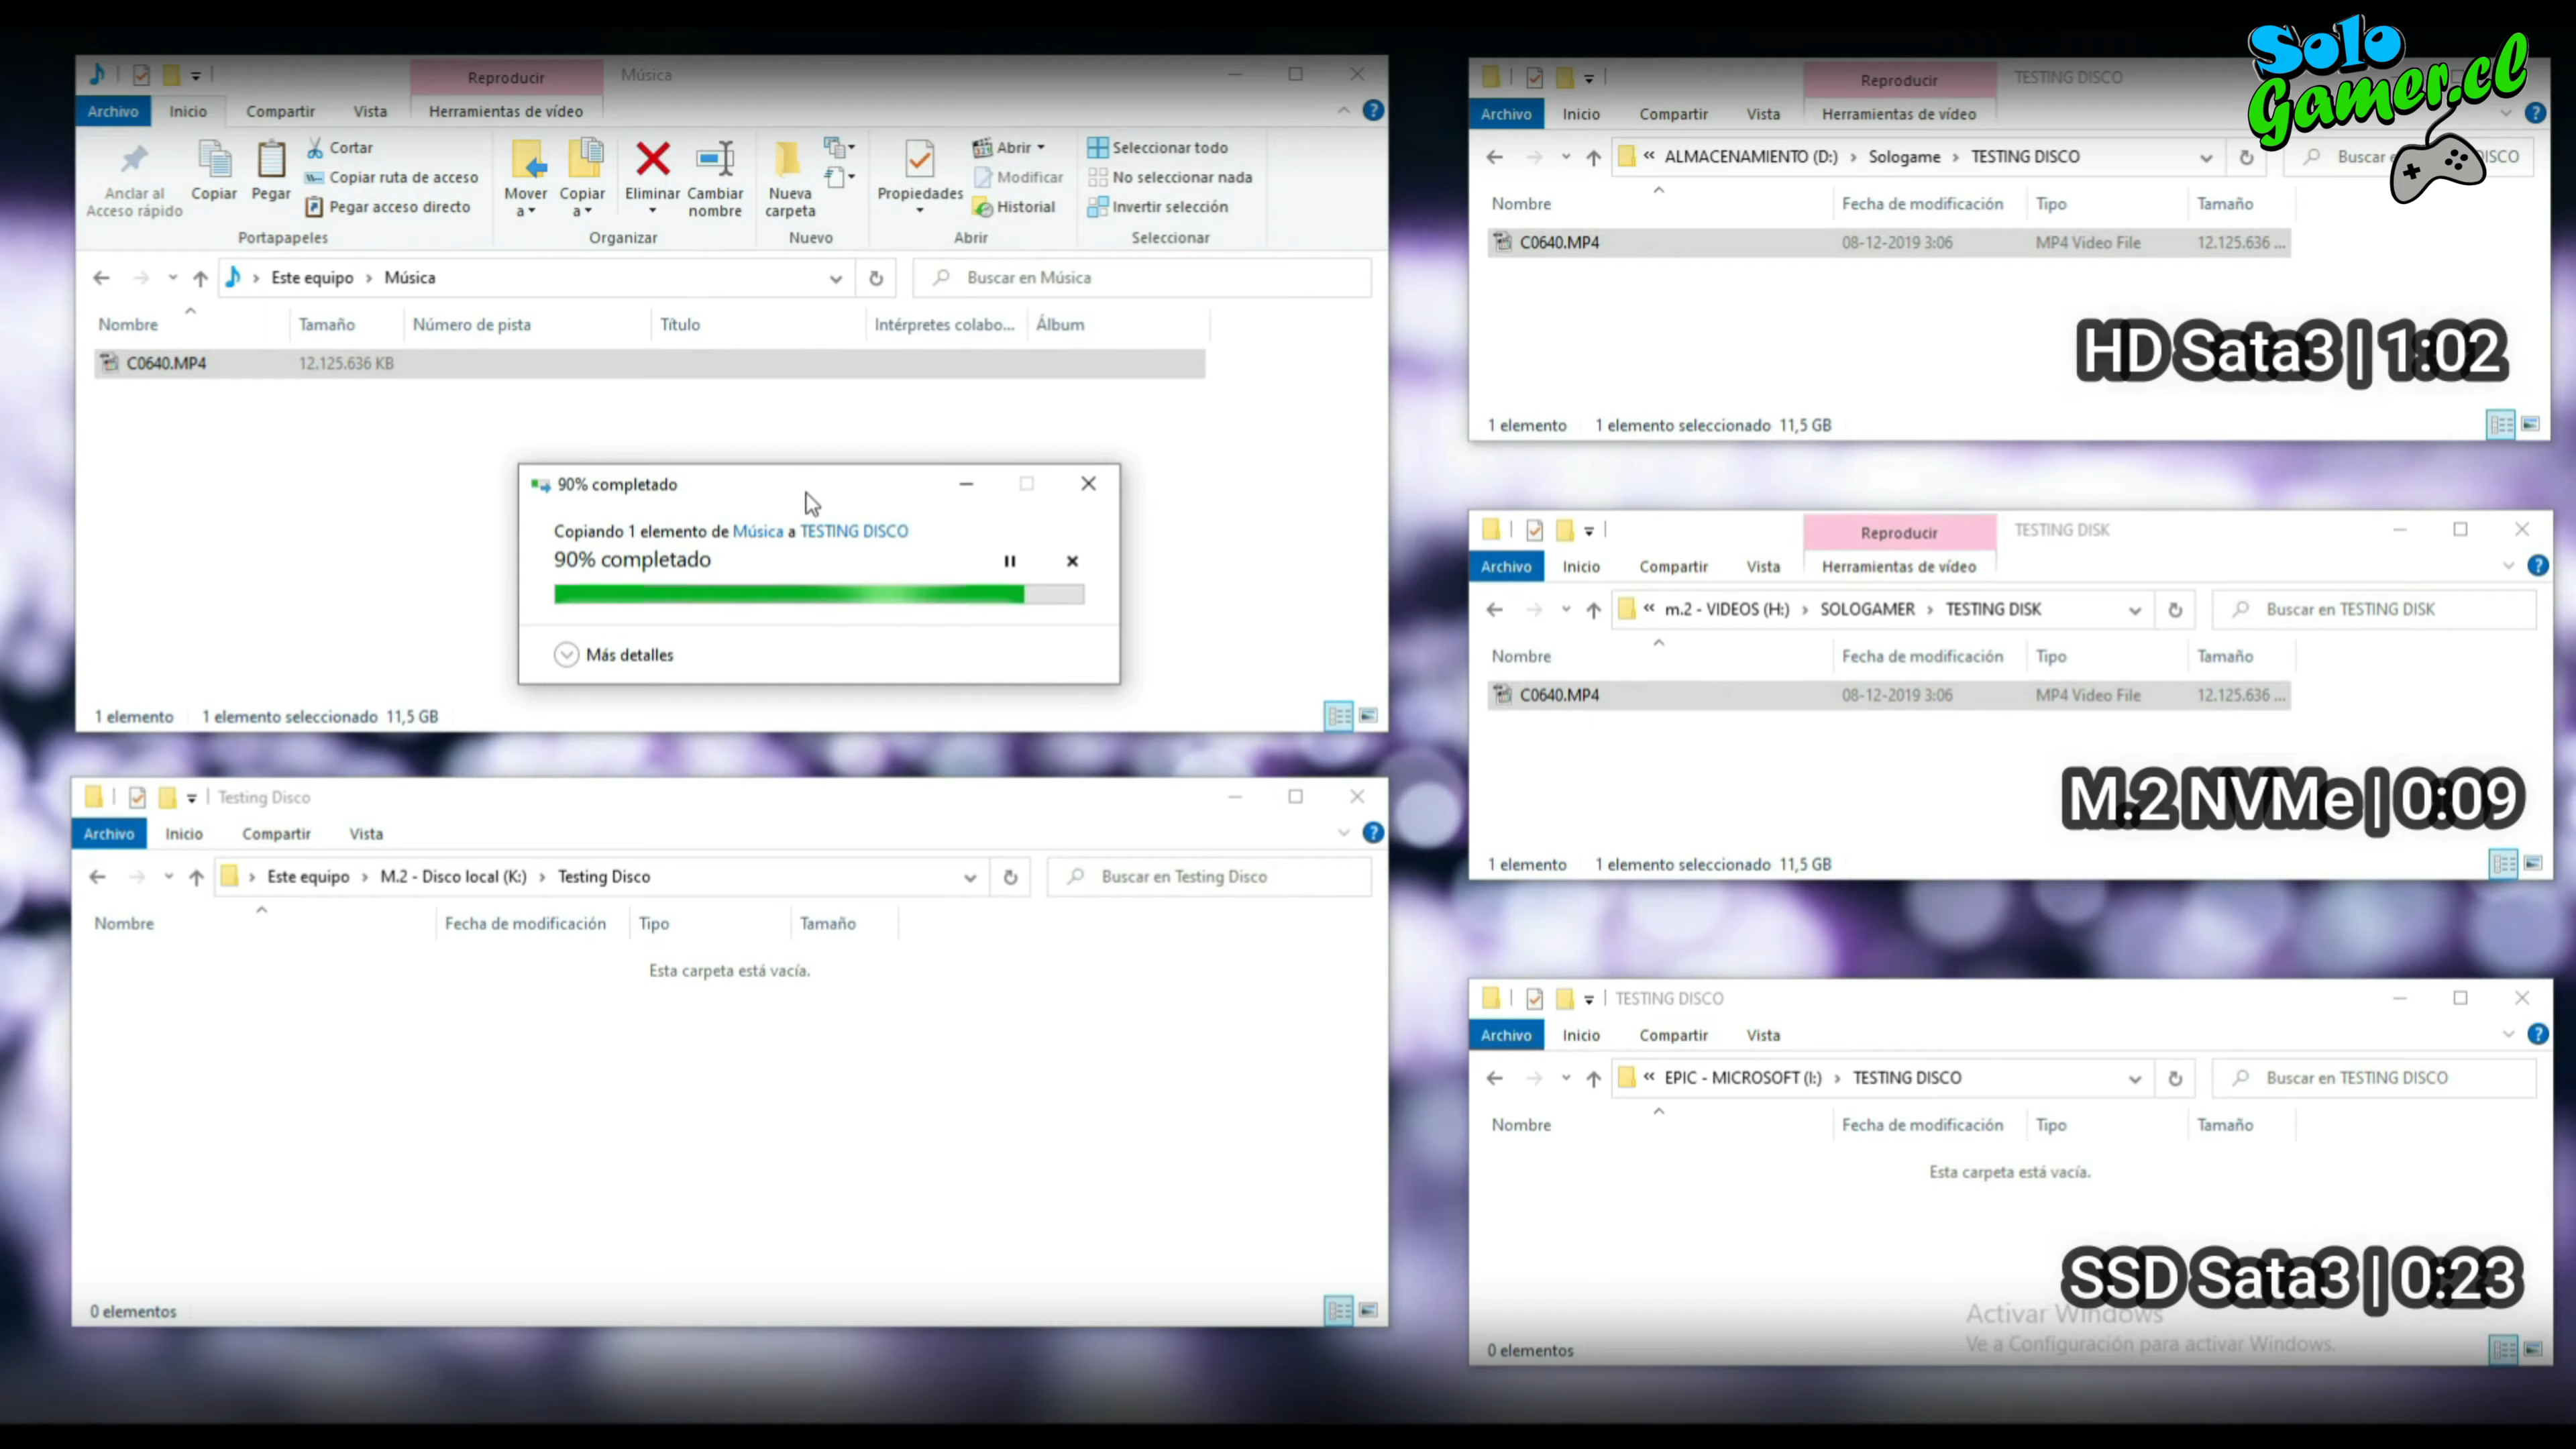 Solo
Gamer.cl
Reproducir
Música
Archivo
Inicio
Compartir
Vista
Herramientas de vídeo
Anclar al
Acceso rápido
Copiar
Pegar
Cortar
Copiar ruta de acceso
Pegar acceso directo
Portapapeles
Mover
a
Copiar
a
Eliminar
Cambiar
nombre
Organizar
Nueva
carpeta
Nuevo
Propiedades
Abrir
Modificar
Historial
Abrir
Seleccionar todo
No seleccionar nada
Invertir selección
Seleccionar
Este equipo > Música
Buscar en Música
Nombre Tamaño Número de pista Título Intérpretes colabo... Álbum
C0640.MP4 12.125.636 KB
90% completado
Copiando 1 elemento de Música a TESTING DISCO
90% completado
Más detalles
1 elemento 1 elemento seleccionado 11,5 GB
Testing Disco
Archivo Inicio Compartir Vista
Este equipo > M.2 - Disco local (K:) > Testing Disco
Buscar en Testing Disco
Nombre Fecha de modificación Tipo Tamaño
Esta carpeta está vacía.
0 elementos
Reproducir TESTING DISCO
Archivo Inicio Compartir Vista Herramientas de vídeo
« ALMACENAMIENTO (D:) > Sologame > TESTING DISCO
Buscar DISCO
Nombre Fecha de modificación Tipo Tamaño
C0640.MP4 08-12-2019 3:06 MP4 Video File 12.125.636 ...
HD Sata3 | 1:02
1 elemento 1 elemento seleccionado 11,5 GB
Reproducir TESTING DISK
Archivo Inicio Compartir Vista Herramientas de vídeo
« m.2 - VIDEOS (H:) > SOLOGAMER > TESTING DISK
Buscar en TESTING DISK
Nombre Fecha de modificación Tipo Tamaño
C0640.MP4 08-12-2019 3:06 MP4 Video File 12.125.636 ...
M.2 NVMe | 0:09
1 elemento 1 elemento seleccionado 11,5 GB
TESTING DISCO
Archivo Inicio Compartir Vista
« EPIC - MICROSOFT (I:) > TESTING DISCO
Buscar en TESTING DISCO
Nombre Fecha de modificación Tipo Tamaño
Esta carpeta está vacía.
SSD Sata3 | 0:23
Activar Windows
Ve a Configuración para activar Windows.
0 elementos